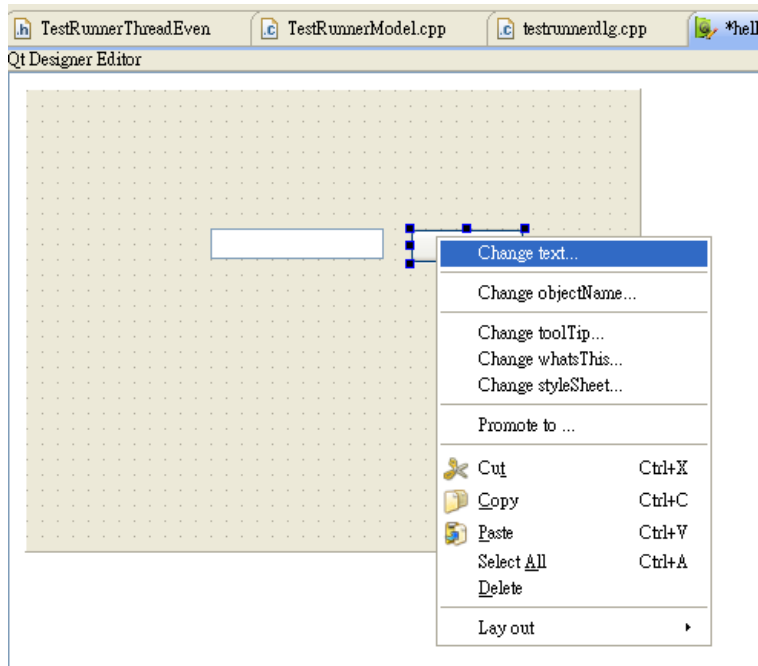 TestRunnerThreadEven TestRunnerModel.cpp testrunnerdlg.cpp *hell
Qt Designer Editor
Change text...
Change objectName...
Change toolTip...
Change whatsThis...
Change styleSheet...
Promote to ...
Cut Ctrl+X
Copy Ctrl+C
Paste Ctrl+V
Select All Ctrl+A
Delete
Lay out